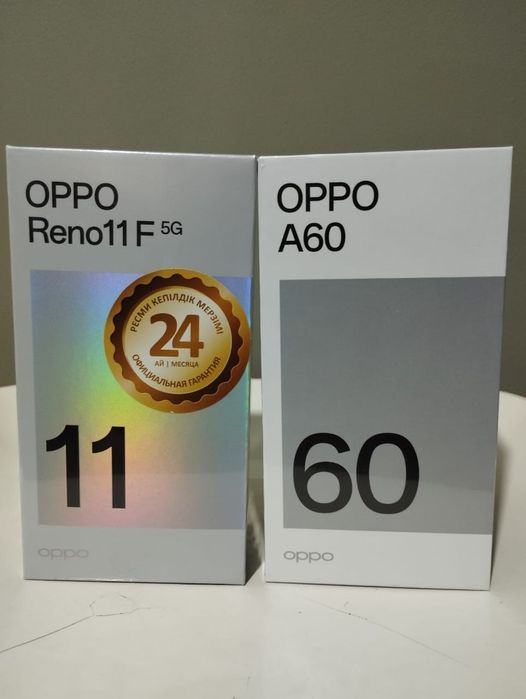 OPPO
Reno11 F 5G
РЕСМИ КЕПІЛДІК МЕРЗІМІ
24
АЙ | МЕСЯЦА
ОФИЦИАЛЬНАЯ ГАРАНТИЯ
11
oppo
OPPO
A60
60
oppo